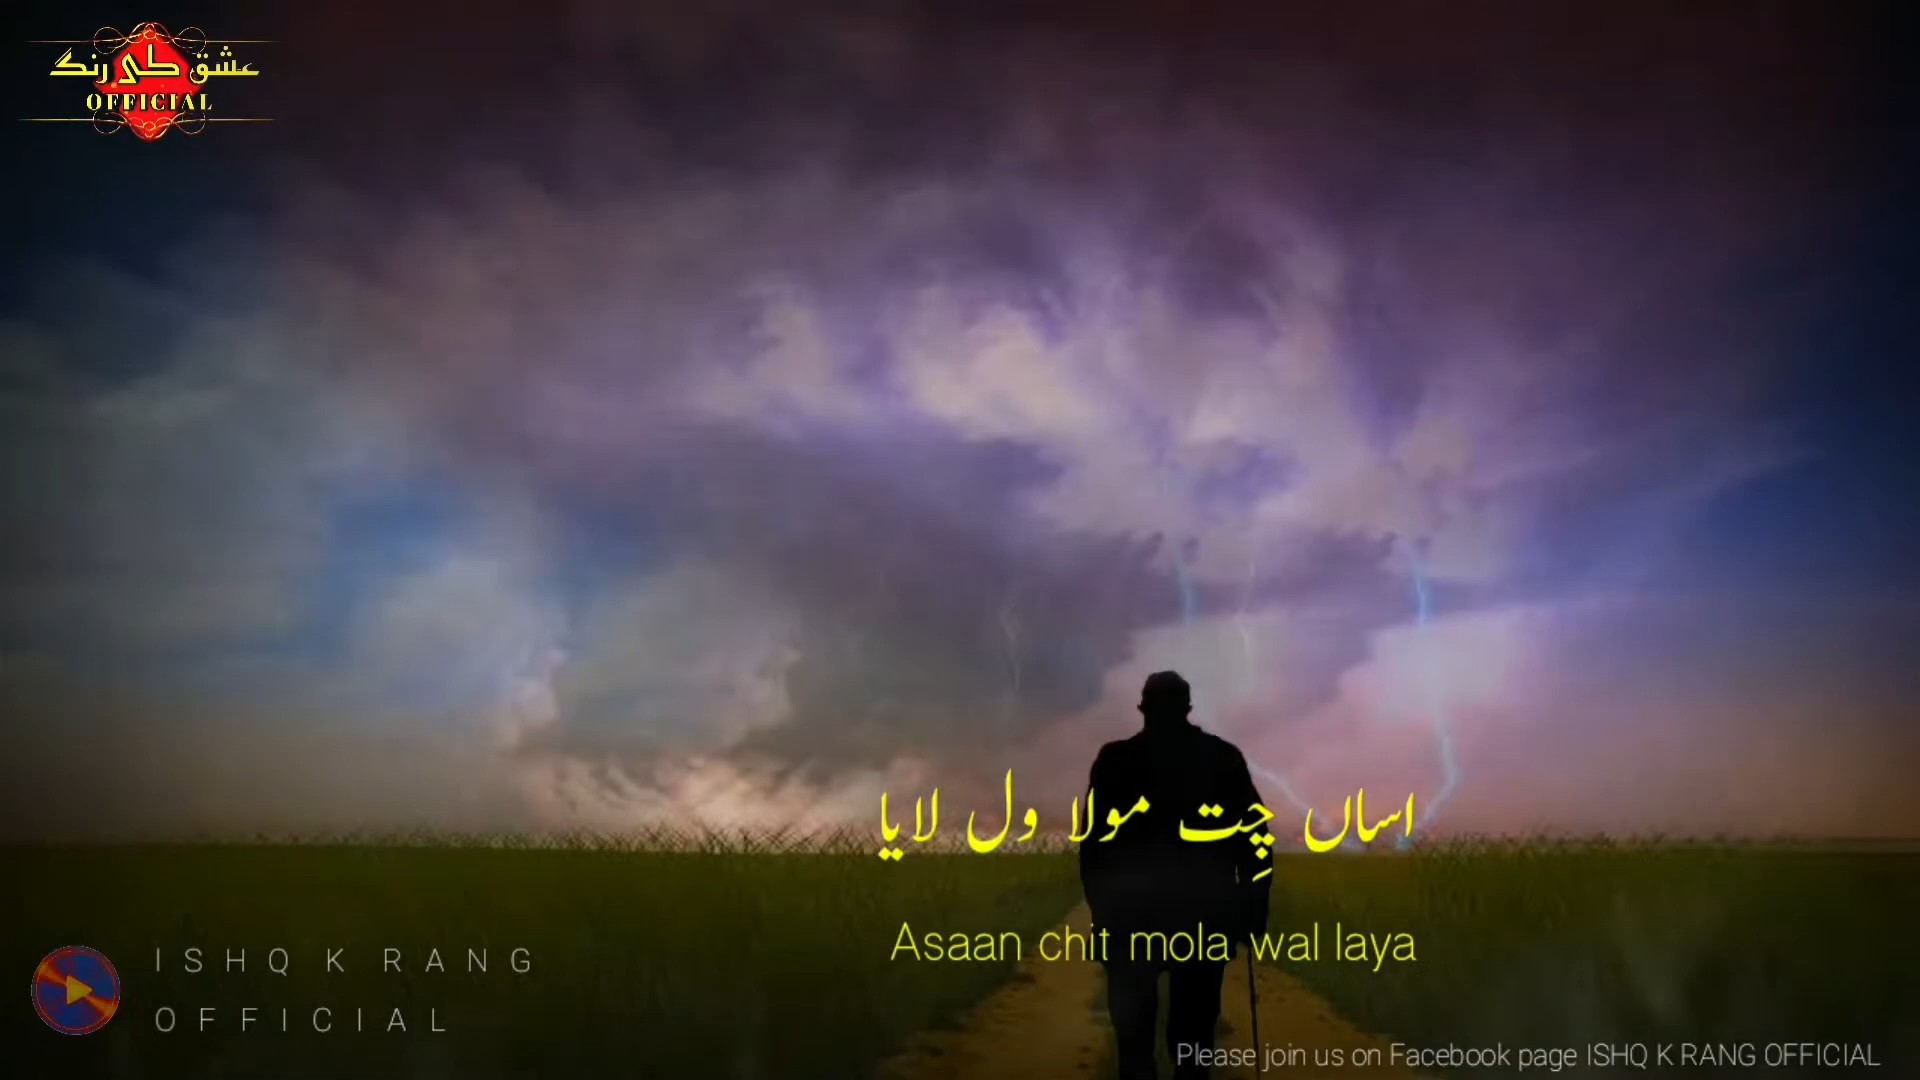 عشق کے رنگ
OFFICIAL
اساں چِت مولا ول لایا
Asaan chit mola wal laya
ISHQ K RANG
OFFICIAL
Please join us on Facebook page ISHQ K RANG OFFICIAL